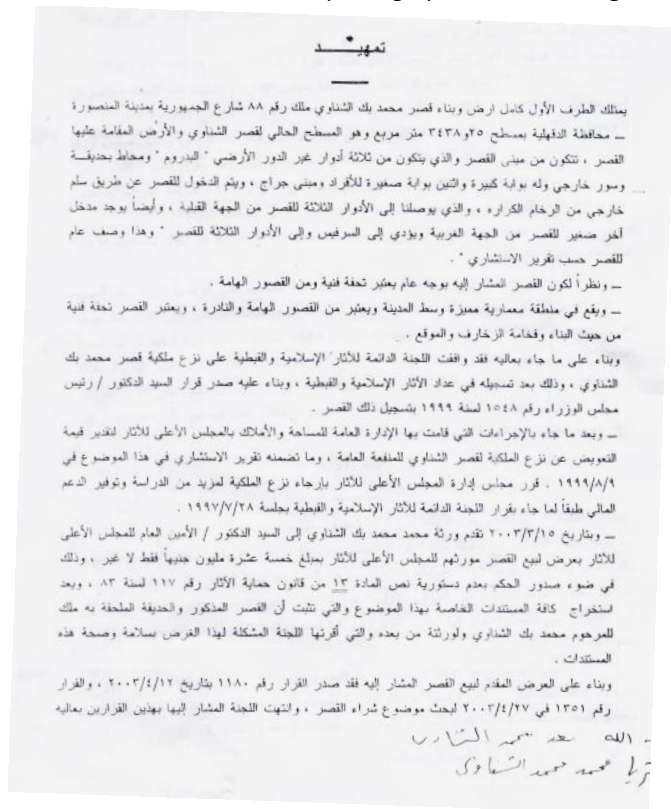 تمهيـــــد
يمتلك الطرف الأول كامل ارض وبناء قصر محمد بك الشناوي ملك رقم ٨٨ شارع الجمهورية بمدينة المنصورة
ــ محافظة الدقهلية بمسطح ٢٥و٣٤٣٨ متر مربع وهو المسطح الحالي لقصر الشناوي والأرض المقامة عليها
القصر ، تتكون من مبنى القصر والذي يتكون من ثلاثة أدوار غير الدور الأرضي " البدروم " ومحاط بحديقــة
وسور خارجي وله بوابة كبيرة واثنين بوابة صغيرة للأفراد ومبنى جراج ، ويتم الدخول للقصر عن طريق سلم
خارجي من الرخام الكراره ، والذي يوصلنا إلى الأدوار الثلاثة للقصر من الجهة القبلية ، وأيضاً يوجد مدخل
آخر صغير للقصر من الجهة الغربية ويؤدي إلى السرفيس وإلى الأدوار الثلاثة للقصر " وهذا وصف عام
للقصر حسب تقرير الاستشاري " .
ــ ونظراً لكون القصر المشار إليه بوجه عام يعتبر تحفة فنية ومن القصور الهامة .
ــ ويقع في منطقة معمارية مميزة وسط المدينة ويعتبر من القصور الهامة والنادرة ، ويعتبر القصر تحفة فنية
من حيث البناء وفخامة الزخارف والموقع .
وبناء على ما جاء بعاليه فقد وافقت اللجنة الدائمة للآثار الإسلامية والقبطية على نزع ملكية قصر محمد بك
الشناوي ، وذلك بعد تسجيله في عداد الآثار الإسلامية والقبطية ، وبناء عليه صدر قرار السيد الدكتور / رئيس
مجلس الوزراء رقم ١٥٤٨ لسنة ١٩٩٩ بتسجيل ذلك القصر .
ــ وبعد ما جاء بالإجراءات التي قامت بها الإدارة العامة للمساحة والأملاك بالمجلس الأعلى للآثار لتقدير قيمة
التعويض عن نزع الملكية لقصر الشناوي للمنفعة العامة ، وما تضمنه تقرير الاستشاري في هذا الموضوع في
١٩٩٩/٨/٩ . قرر مجلس إدارة المجلس الأعلى للآثار بإرجاء نزع الملكية لمزيد من الدراسة وتوفير الدعم
المالي طبقاً لما جاء بقرار اللجنة الدائمة للآثار الإسلامية والقبطية بجلسة ١٩٩٧/٧/٢٨ .
ــ وبتاريخ ٢٠٠٣/٣/١٥ تقدم ورثة محمد محمد بك الشناوي إلى السيد الدكتور / الأمين العام للمجلس الأعلى
للآثار بعرض لبيع القصر مورثهم للمجلس الأعلى للآثار بمبلغ خمسة عشرة مليون جنيهاً فقط لا غير ، وذلك
في ضوء صدور الحكم بعدم دستورية نص المادة ١٣ من قانون حماية الآثار رقم ١١٧ لسنة ٨٣ ، وبعد
استخراج كافة المستندات الخاصة بهذا الموضوع والتي تثبت أن القصر المذكور والحديقة الملحقة به ملك
للمرحوم محمد بك الشناوي ولورثتة من بعده والتي أقرتها اللجنة المشكلة لهذا الغرض بسلامة وصحة هذه
المستندات .
وبناء على العرض المقدم لبيع القصر المشار إليه فقد صدر القرار رقم ١١٨٠ بتاريخ ٢٠٠٣/٤/١٢ ، والقرار
رقم ١٣٥١ في ٢٠٠٣/٤/٢٧ لبحث موضوع شراء القصر ، وانتهت اللجنة المشار إليها بهذين القرارين بعاليه
الله سعد محمد الشناوى
ثريا محمد محمد الشناوى